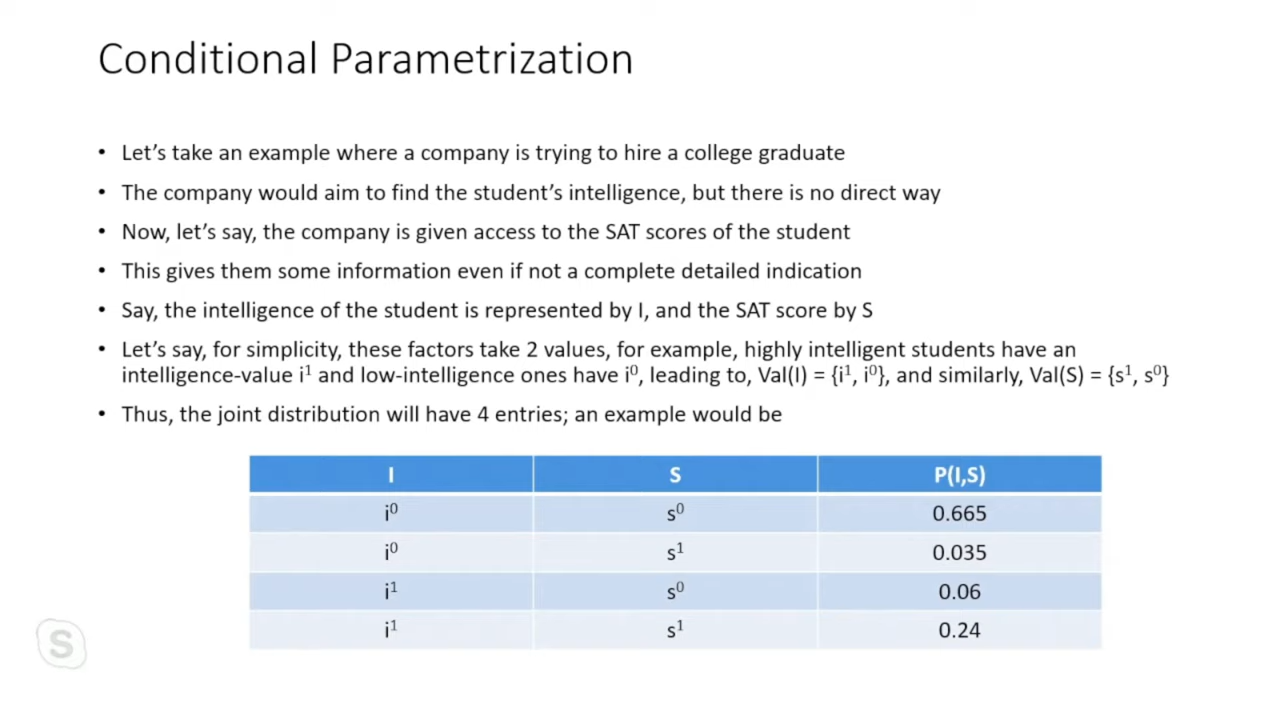 Conditional Parametrization
• Let’s take an example where a company is trying to hire a college graduate
• The company would aim to find the student’s intelligence, but there is no direct way
• Now, let’s say, the company is given access to the SAT scores of the student
• This gives them some information even if not a complete detailed indication
• Say, the intelligence of the student is represented by I, and the SAT score by S
• Let’s say, for simplicity, these factors take 2 values, for example, highly intelligent students have an
intelligence-value i¹ and low-intelligence ones have i⁰, leading to, Val(I) = {i¹, i⁰}, and similarly, Val(S) = {s¹, s⁰}
• Thus, the joint distribution will have 4 entries; an example would be
I S P(I,S)
i⁰ s⁰ 0.665
i⁰ s¹ 0.035
i¹ s⁰ 0.06
i¹ s¹ 0.24
S